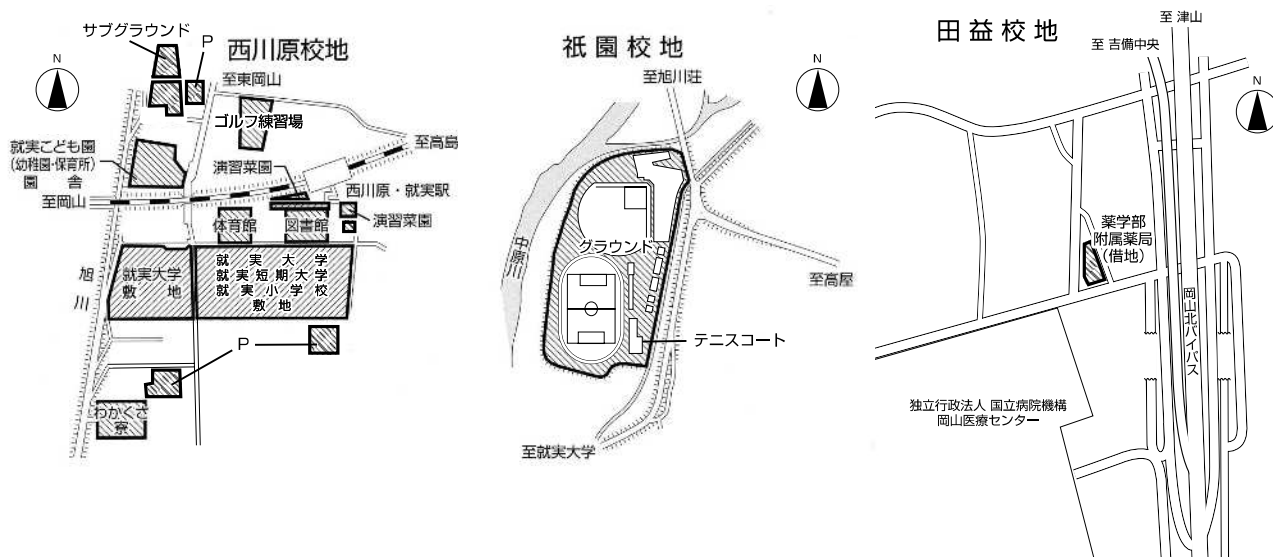 サブグラウンド
P
西川原校地
N
至東岡山
ゴルフ練習場
就実こども園
(幼稚園・保育所)
園舎
至高島
演習菜園
西川原・就実駅
至岡山
体育館
図書館
演習菜園
旭川
就実大学
敷地
就実大学
就実短期大学
就実小学校
敷地
P
わかくさ
寮
祇園校地
N
至旭川荘
中原川
グラウンド
至高屋
テニスコート
至就実大学
田益校地
至 津山
至 吉備中央
N
薬学部
附属薬局
(借地)
岡山北バイパス
独立行政法人 国立病院機構
岡山医療センター